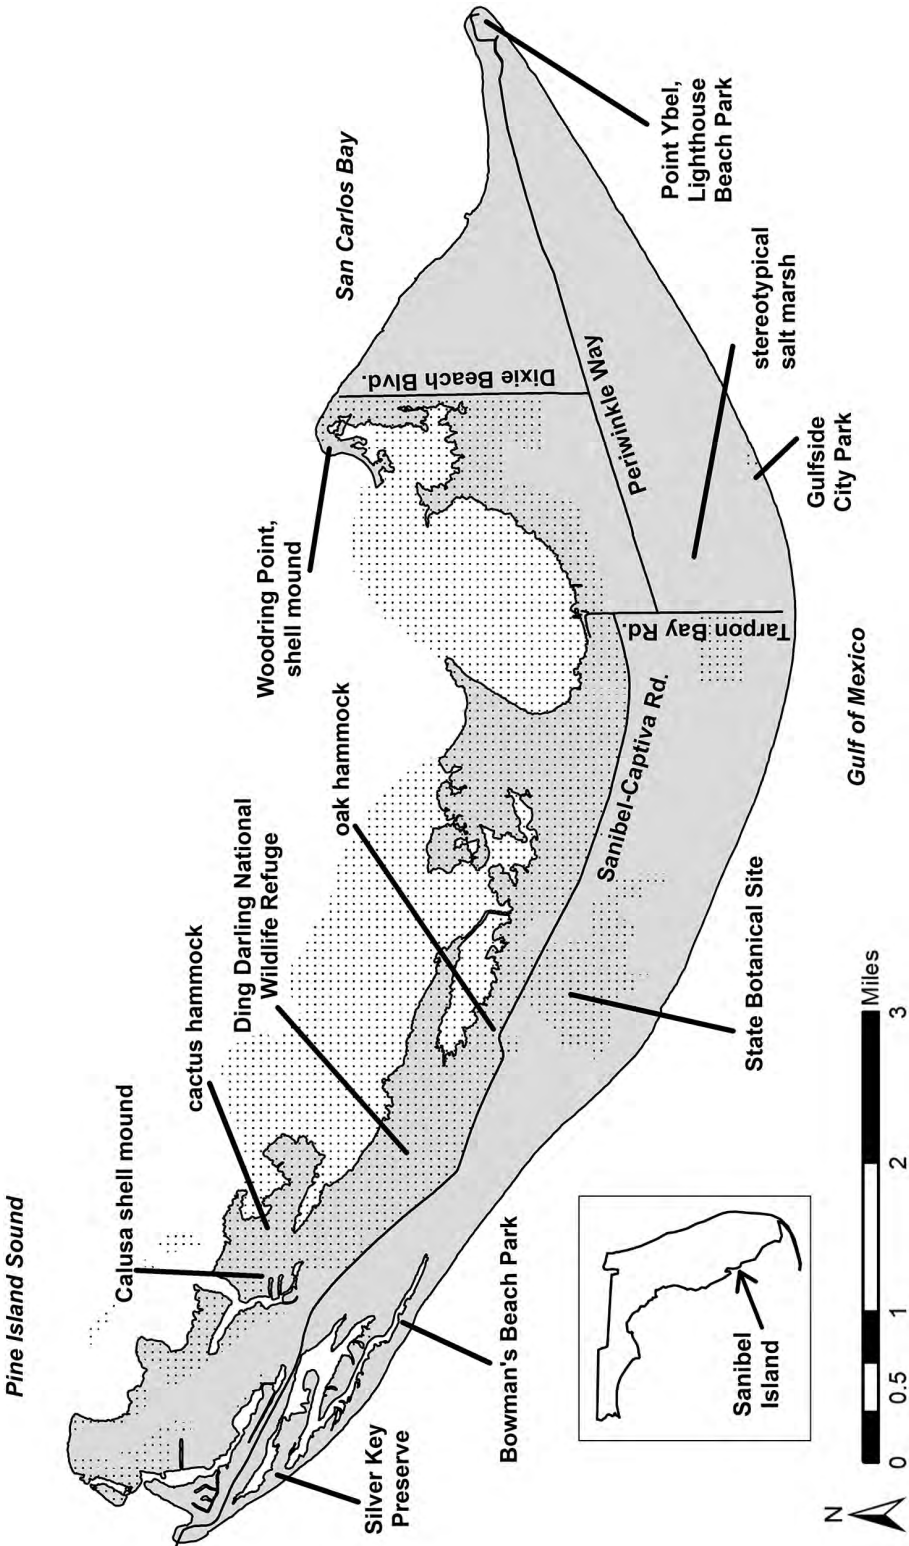 Pine Island Sound
Calusa shell mound
cactus hammock
Ding Darling National
Wildlife Refuge
oak hammock
Woodring Point,
shell mound
San Carlos Bay
Dixie Beach Blvd.
Periwinkle Way
Tarpon Bay Rd.
Sanibel-Captiva Rd.
Silver Key
Preserve
Bowman's Beach Park
State Botanical Site
Gulf of Mexico
Gulfside
City Park
stereotypical
salt marsh
Point Ybel,
Lighthouse
Beach Park
Sanibel
Island
N
0 0.5 1 2 3
Miles